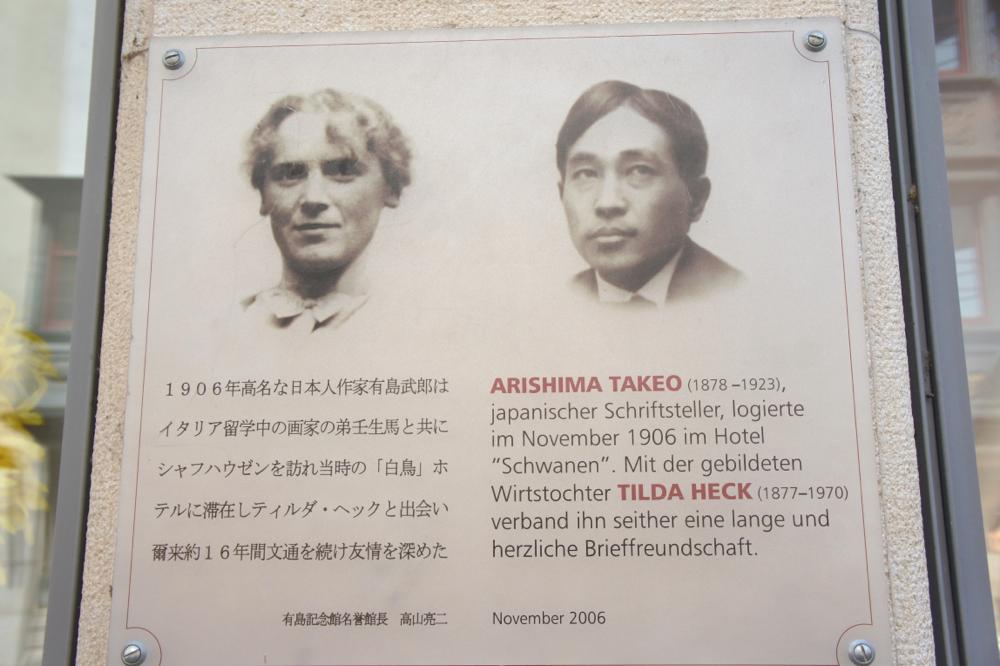 １９０６年高名な日本人作家有島武郎は
イタリア留学中の画家の弟壬生馬と共に
シャフハウゼンを訪れ当時の「白鳥」ホ
テルに滞在しティルダ・ヘックと出会い
爾来約１６年間文通を続け友情を深めた
有島記念館名誉館長　高山亮二
ARISHIMA TAKEO (1878 –1923),
japanischer Schriftsteller, logierte
im November 1906 im Hotel
“Schwanen”. Mit der gebildeten
Wirtstochter TILDA HECK (1877–1970)
verband ihn seither eine lange und
herzliche Brieffreundschaft.
November 2006